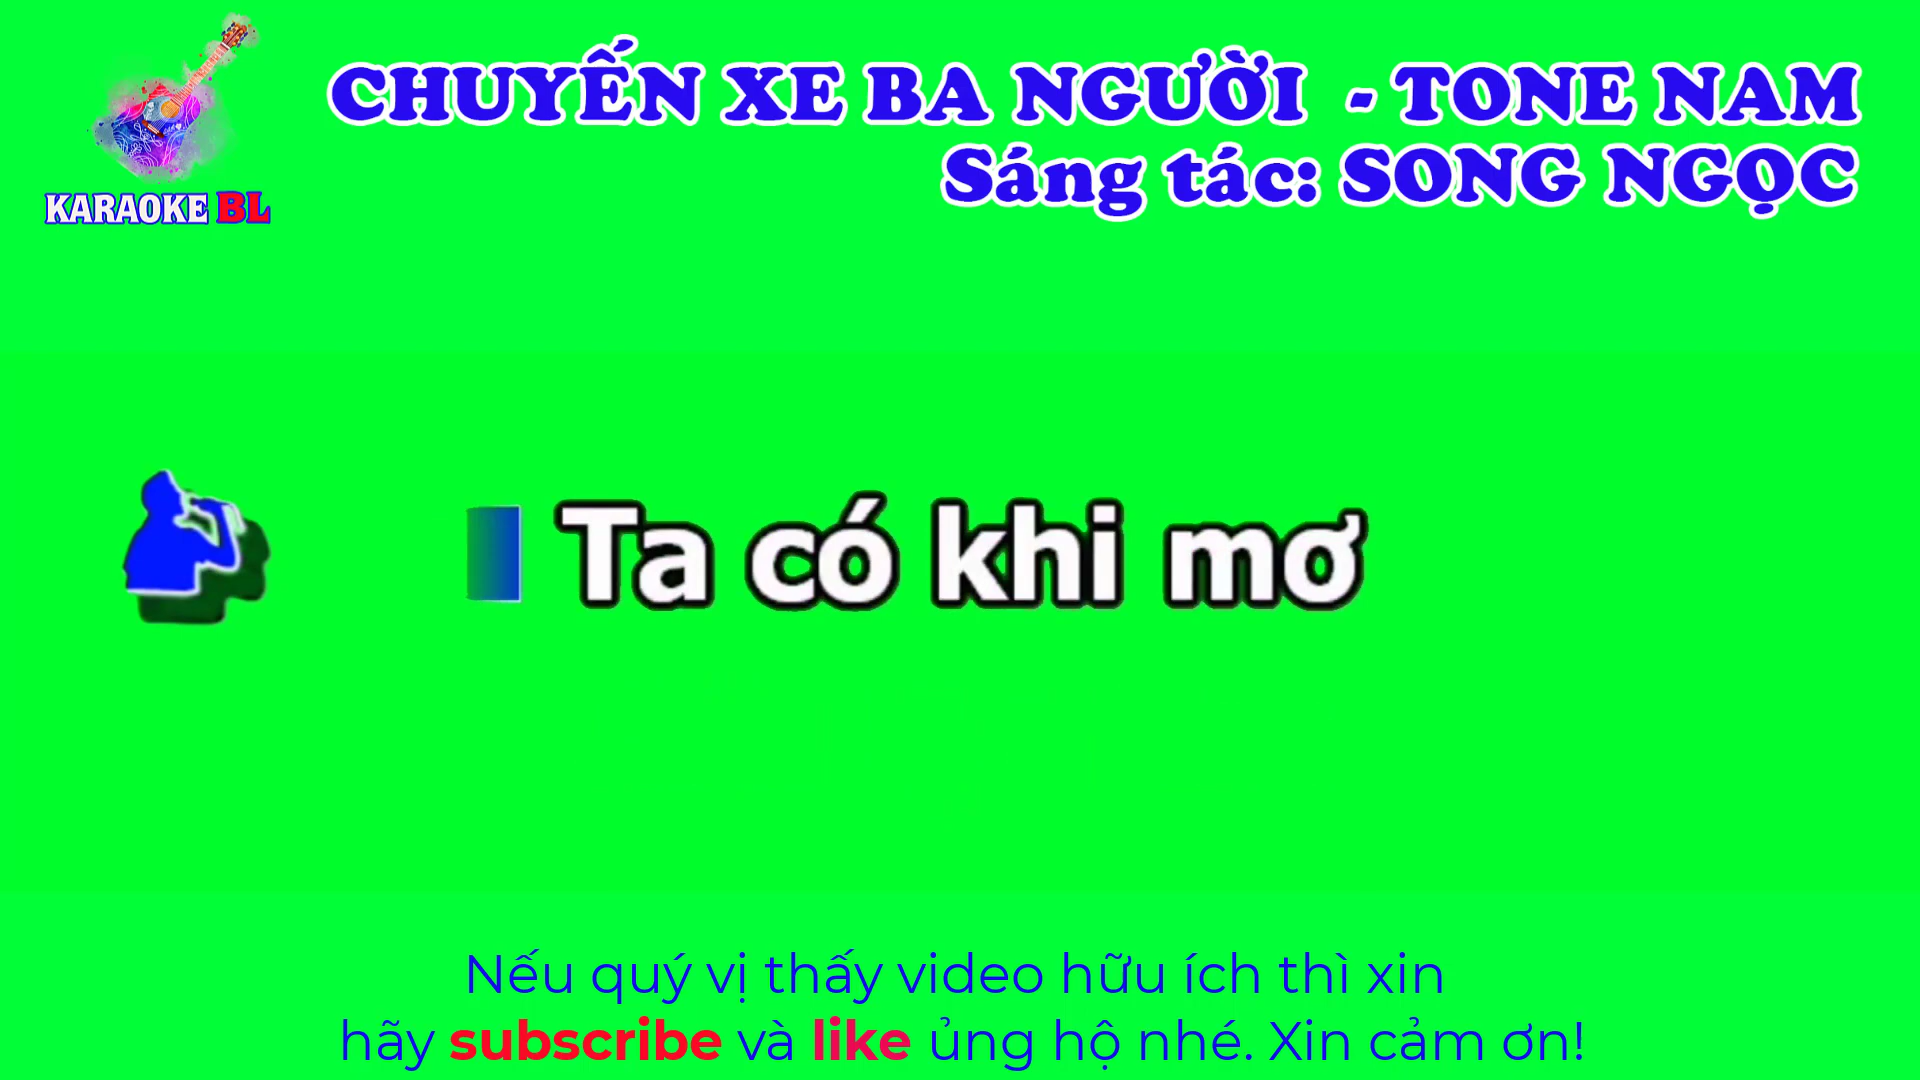 CHUYẾN XE BA NGƯỜI - TONE NAM
Sáng tác: SONG NGỌC
KARAOKE BL
Ta có khi mơ
Nếu quý vị thấy video hữu ích thì xin
hãy subscribe và like ủng hộ nhé. Xin cảm ơn!